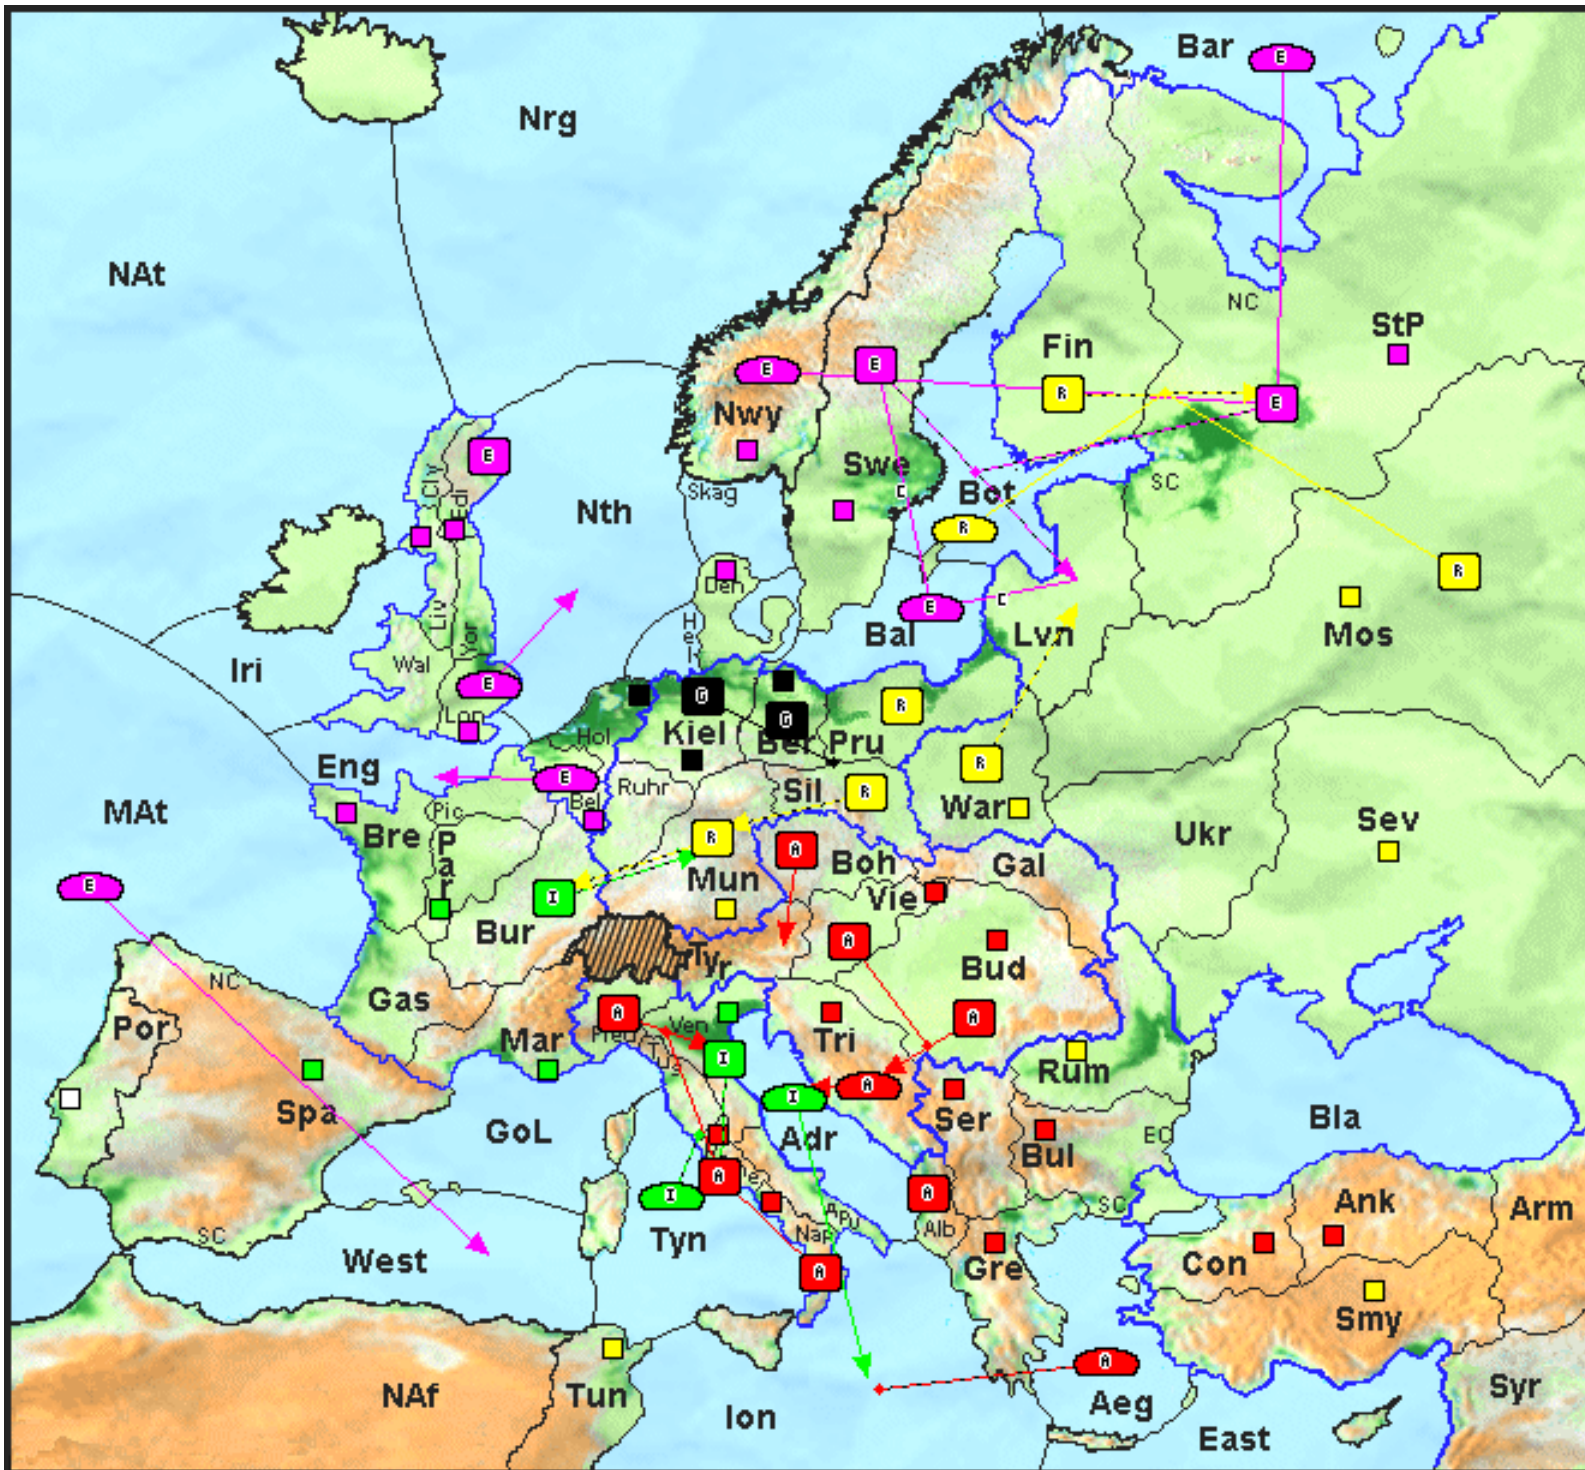 Bar
E
Nrg
NAt
NC
StP
Fin
E
E
R
E
Nwy
E
Swe
C
Skag
Bot
SC
Cly
Edi
Nth
R
R
Den
E
C
Hel
Bal
Lvn
Mos
Liv
Yor
Wal
Iri
E
Lon
G
G
R
Hol
Kiel
Ber
Pru
Eng
E
R
Ruhr
Sil
R
War
MAt
Pic
Bel
Bre
Par
R
A
Boh
Gal
Ukr
Sev
E
I
Mun
Vie
Bur
A
Bud
Tyr
NC
Gas
A
Pied
Ven
A
Por
Mar
Tus
I
Tri
Rum
I
A
Ser
Spa
GoL
Adr
Bul
EC
Bla
A
I
A
SC
Ank
Arm
SC
Tyn
Apu
Nap
Alb
West
Gre
Con
A
Smy
A
NAf
Tun
Ion
Aeg
Syr
East